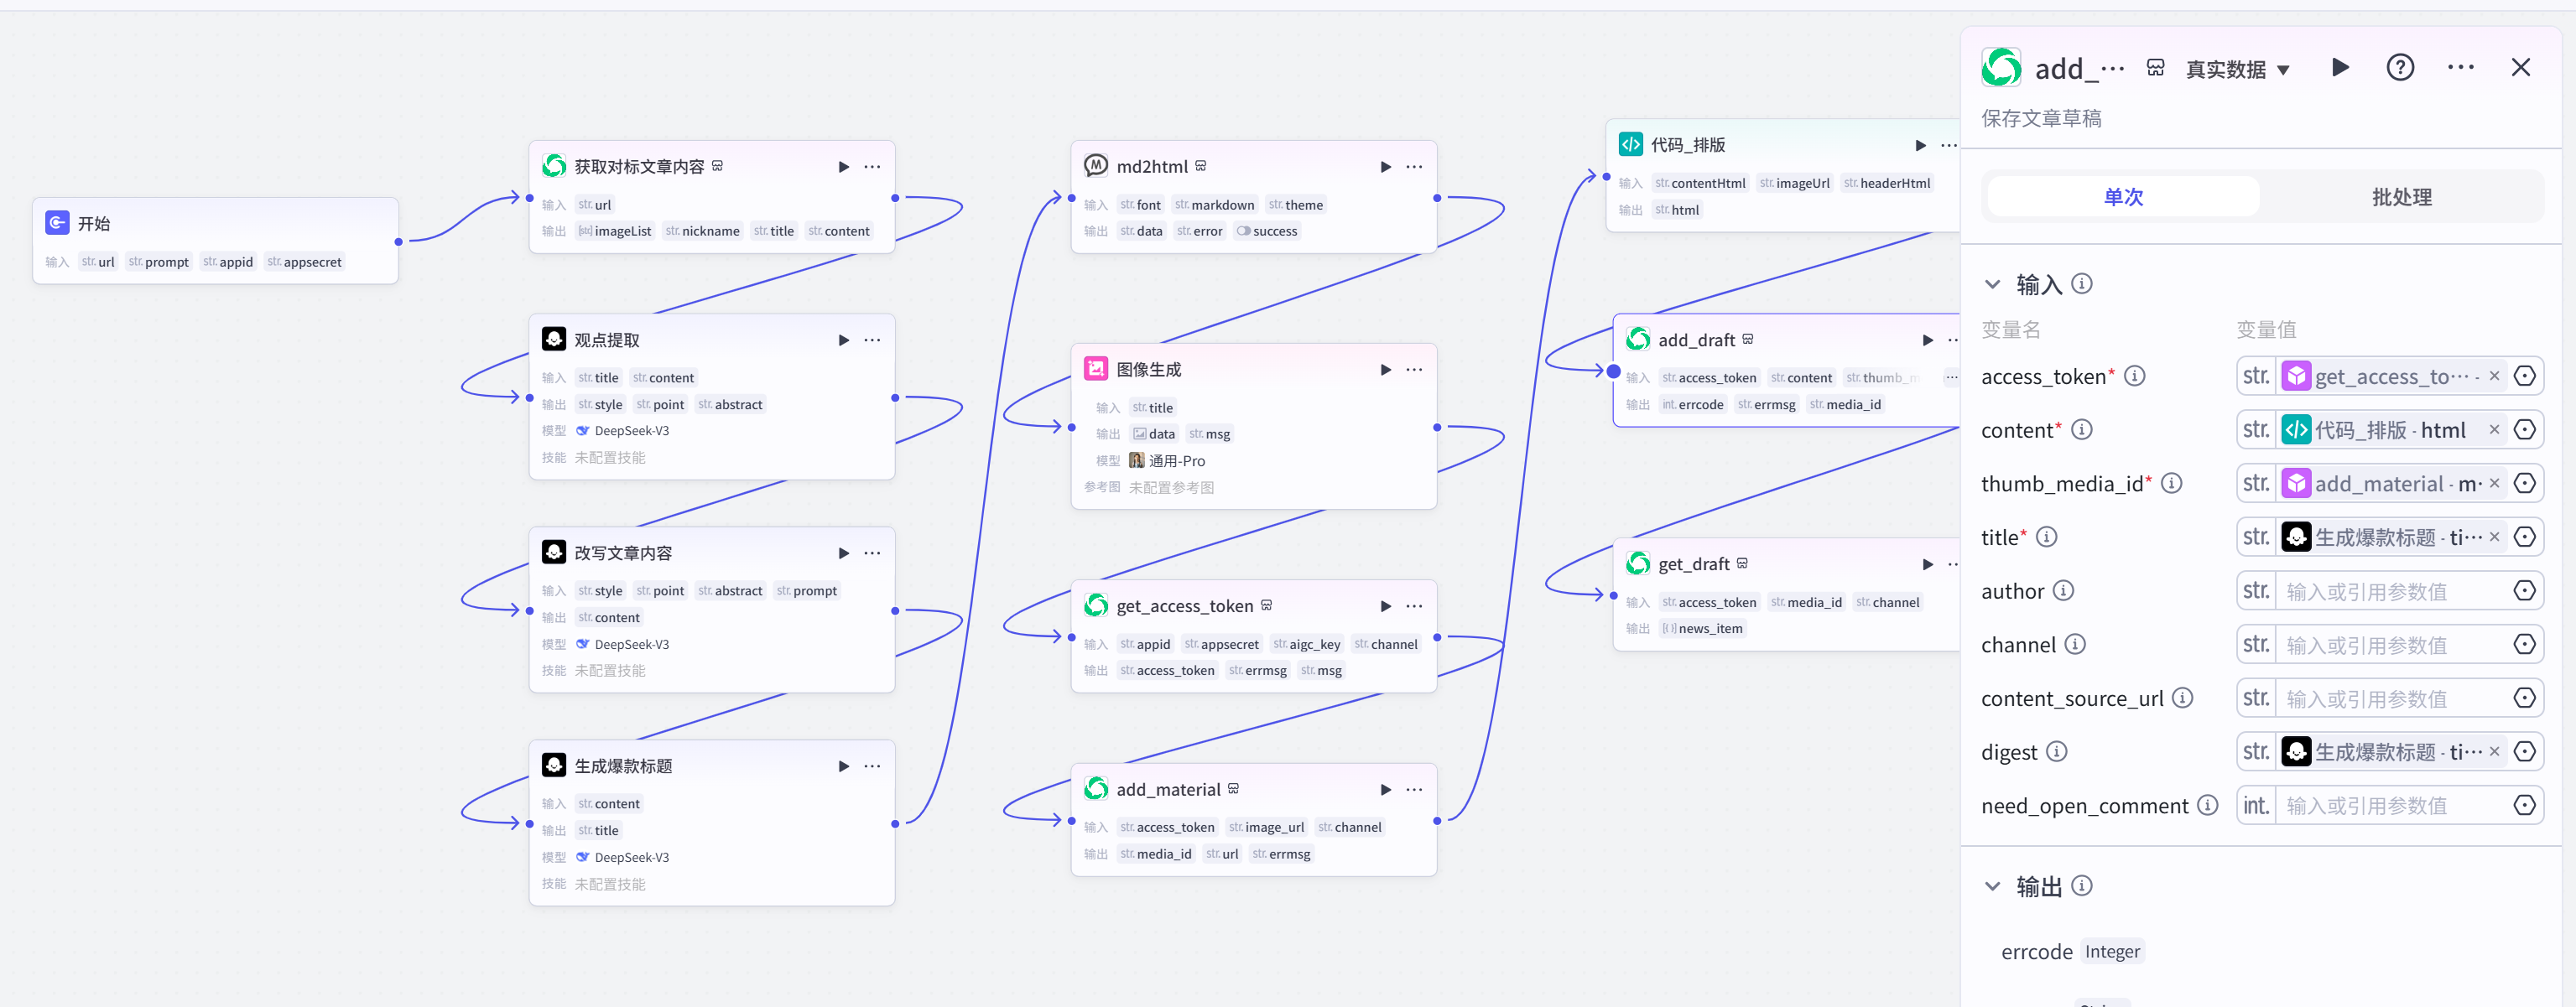 开始
输入 str. url str. prompt str. appid str. appsecret
获取对标文章内容
输入 str. url
输出 [str] imageList str. nickname str. title str. content
观点提取
输入 str. title str. content
输出 str. style str. point str. abstract
模型 DeepSeek-V3
技能 未配置技能
改写文章内容
输入 str. style str. point str. abstract str. prompt
输出 str. content
模型 DeepSeek-V3
技能 未配置技能
生成爆款标题
输入 str. content
输出 str. title
模型 DeepSeek-V3
技能 未配置技能
md2html
输入 str. font str. markdown str. theme
输出 str. data str. error success
图像生成
输入 str. title
输出 data str. msg
模型 通用-Pro
参考图 未配置参考图
get_access_token
输入 str. appid str. appsecret str. aigc_key str. channel
输出 str. access_token str. errmsg str. msg
add_material
输入 str. access_token str. image_url str. channel
输出 str. media_id str. url str. errmsg
代码_排版
输入 str. contentHtml str. imageUrl str. headerHtml
输出 str. html
add_draft
输入 str. access_token str. content str. thumb_m ...
输出 int. errcode str. errmsg str. media_id
get_draft
输入 str. access_token str. media_id str. channel
输出 [{}] news_item
add_··· 真实数据
保存文章草稿
单次 批处理
输入
变量名 变量值
access_token* str. get_access_to··· -
content* str. 代码_排版 - html
thumb_media_id* str. add_material - m·
title* str. 生成爆款标题 - ti···
author str. 输入或引用参数值
channel str. 输入或引用参数值
content_source_url str. 输入或引用参数值
digest str. 生成爆款标题 - ti···
need_open_comment int. 输入或引用参数值
输出
errcode Integer